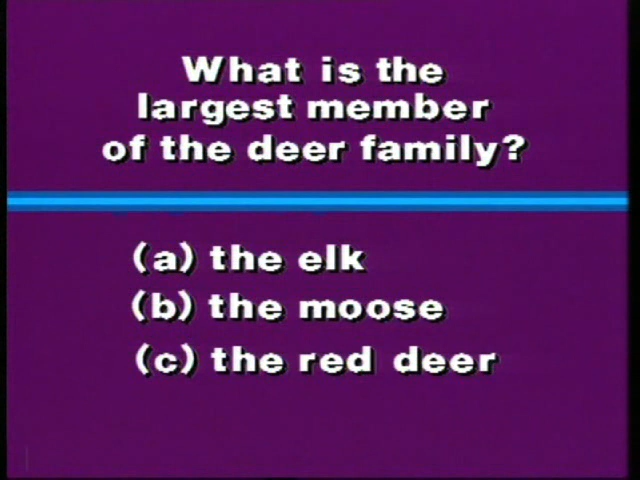 What is the
largest member
of the deer family?
(a) the elk
(b) the moose
(c) the red deer